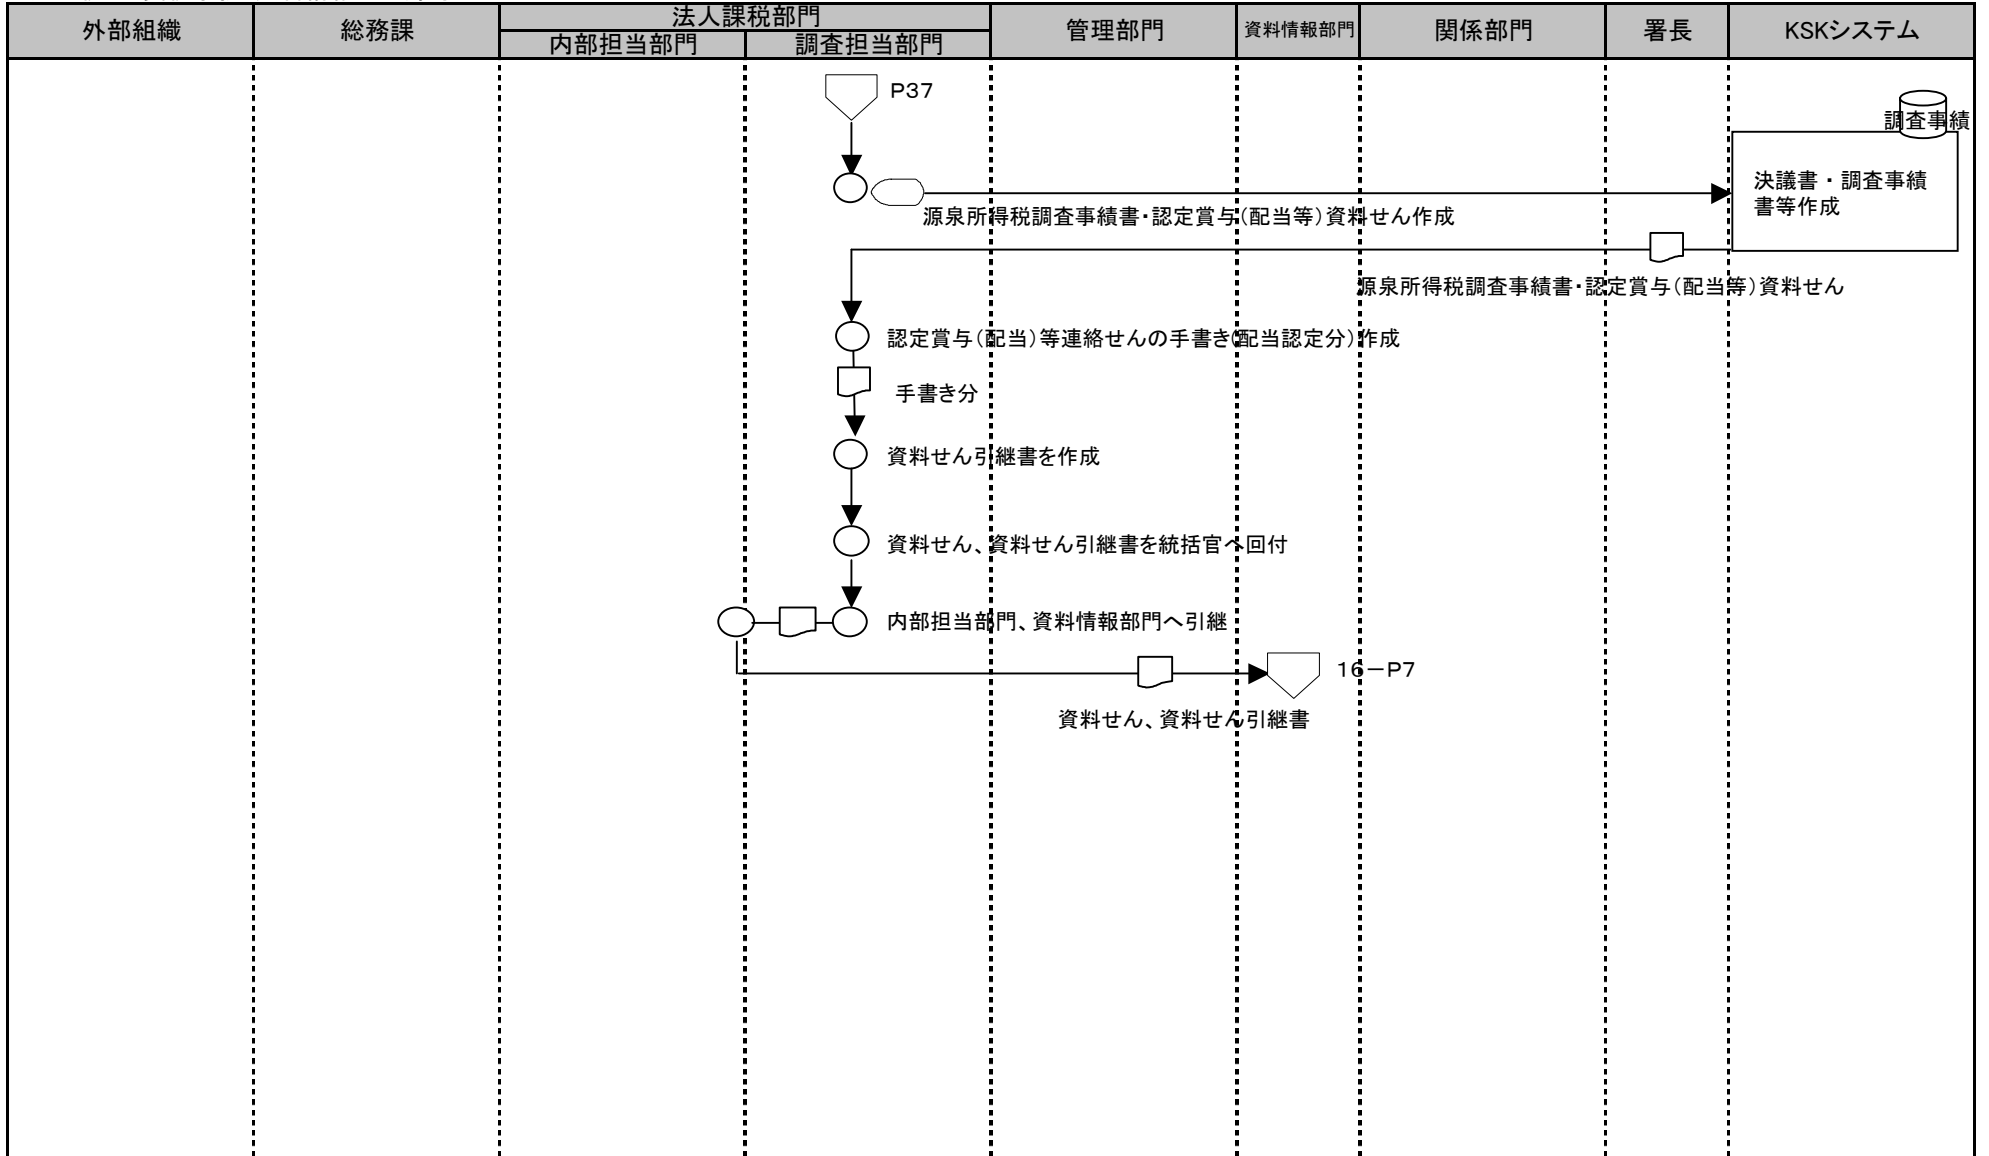 外部組織
総務課
法人課税部門
内部担当部門
調査担当部門
管理部門
資料情報部門
関係部門
署長
KSKシステム
P37
調査事績
決議書・調査事績
書等作成
源泉所得税調査事績書・認定賞与(配当等)資料せん作成
源泉所得税調査事績書・認定賞与(配当等)資料せん
認定賞与(配当)等連絡せんの手書き(配当認定分)作成
手書き分
資料せん引継書を作成
資料せん、資料せん引継書を統括官へ回付
内部担当部門、資料情報部門へ引継
16－P7
資料せん、資料せん引継書